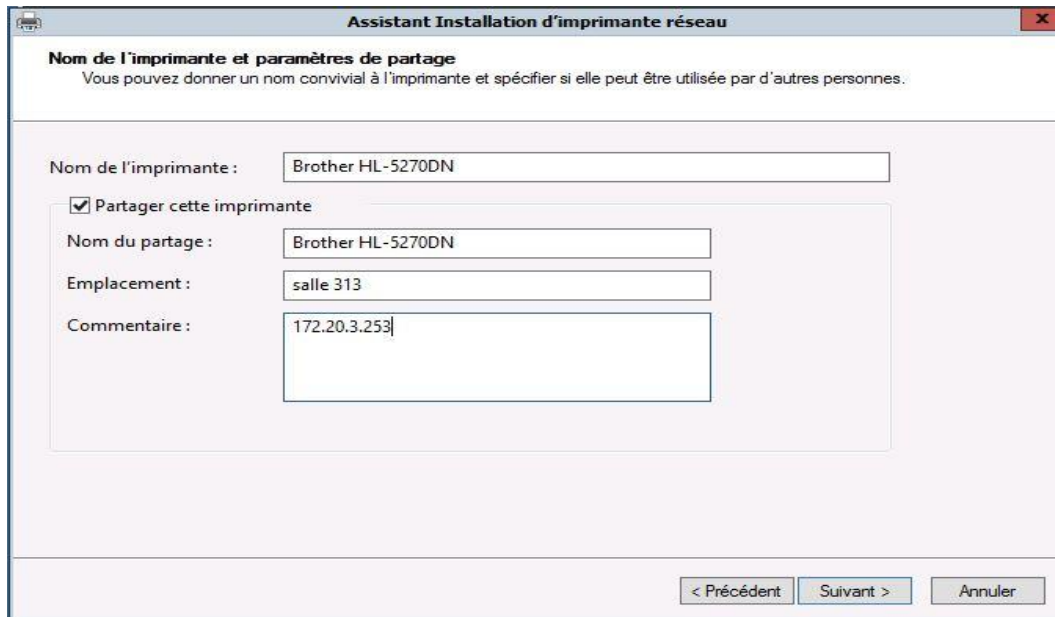 Assistant Installation d'imprimante réseau
Nom de l'imprimante et paramètres de partage
Vous pouvez donner un nom convivial à l'imprimante et spécifier si elle peut être utilisée par d'autres personnes.
Nom de l'imprimante : Brother HL-5270DN
Partager cette imprimante
Nom du partage : Brother HL-5270DN
Emplacement : salle 313
Commentaire : 172.20.3.253
< Précédent Suivant > Annuler